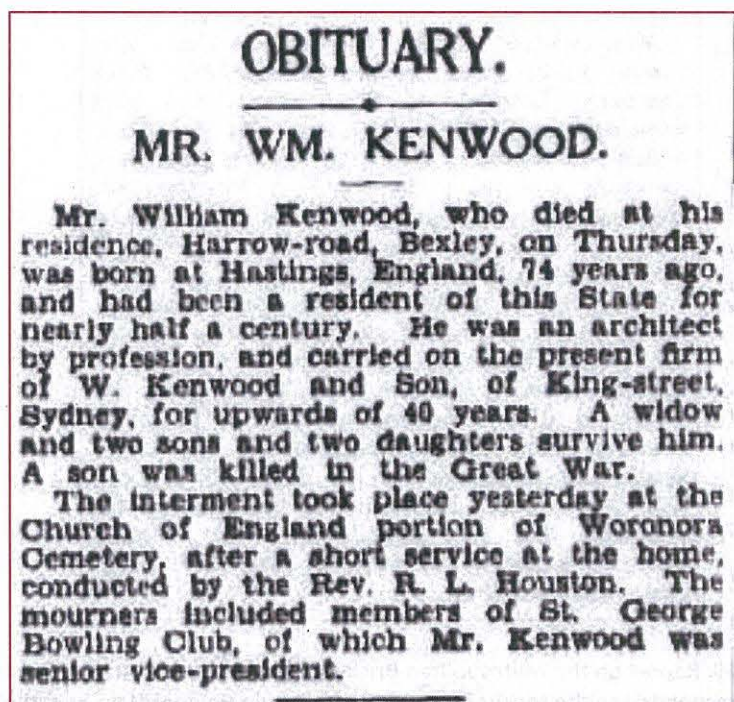 OBITUARY.
MR. WM. KENWOOD.
Mr. William Kenwood, who died at his
residence, Harrow-road, Bexley, on Thursday,
was born at Hastings, England, 74 years ago,
and had been a resident of this State for
nearly half a century. He was an architect
by profession, and carried on the present firm
of W. Kenwood and Son, of King-street,
Sydney, for upwards of 40 years. A widow
and two sons and two daughters survive him.
A son was killed in the Great War.
The interment took place yesterday at the
Church of England portion of Woronora
Cemetery, after a short service at the home,
conducted by the Rev. R. L. Houston. The
mourners included members of St. George
Bowling Club, of which Mr. Kenwood was
senior vice-president.